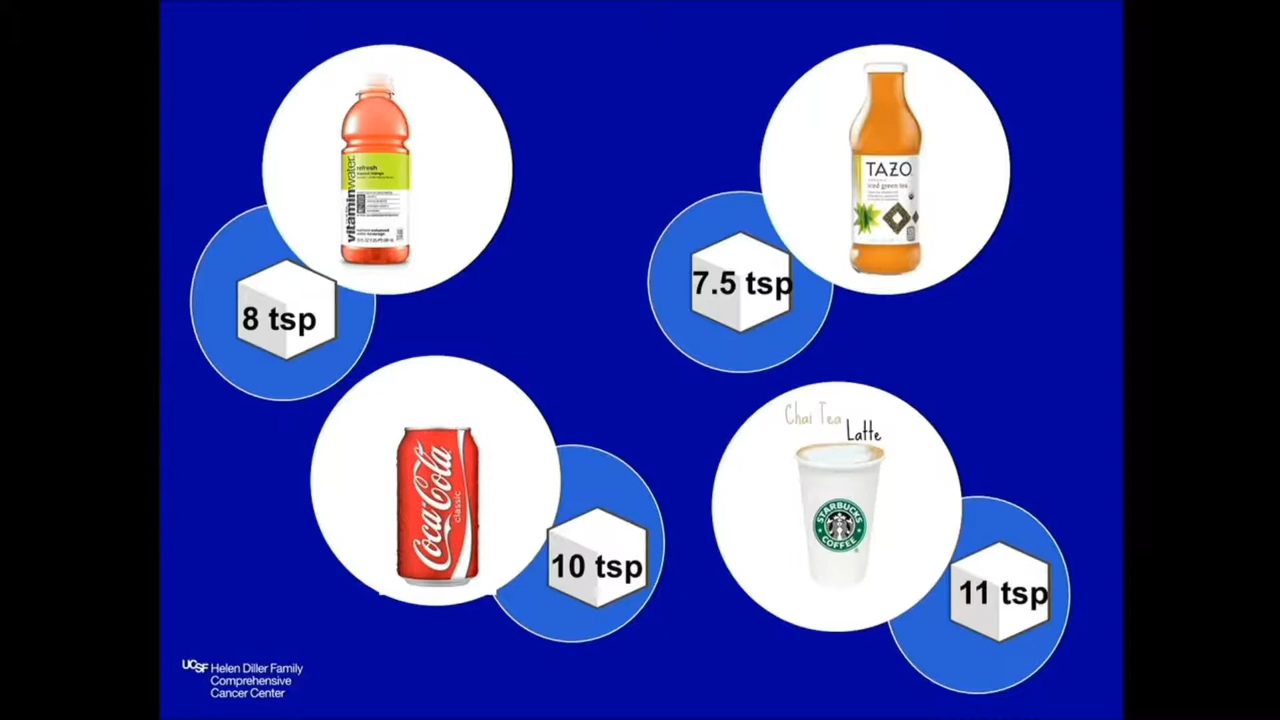 vitaminwater
refresh
8 tsp
TAZO
iced green tea
7.5 tsp
Coca-Cola
classic
10 tsp
Chai Tea
Latte
STARBUCKS
COFFEE
11 tsp
UCSF Helen Diller Family
Comprehensive
Cancer Center